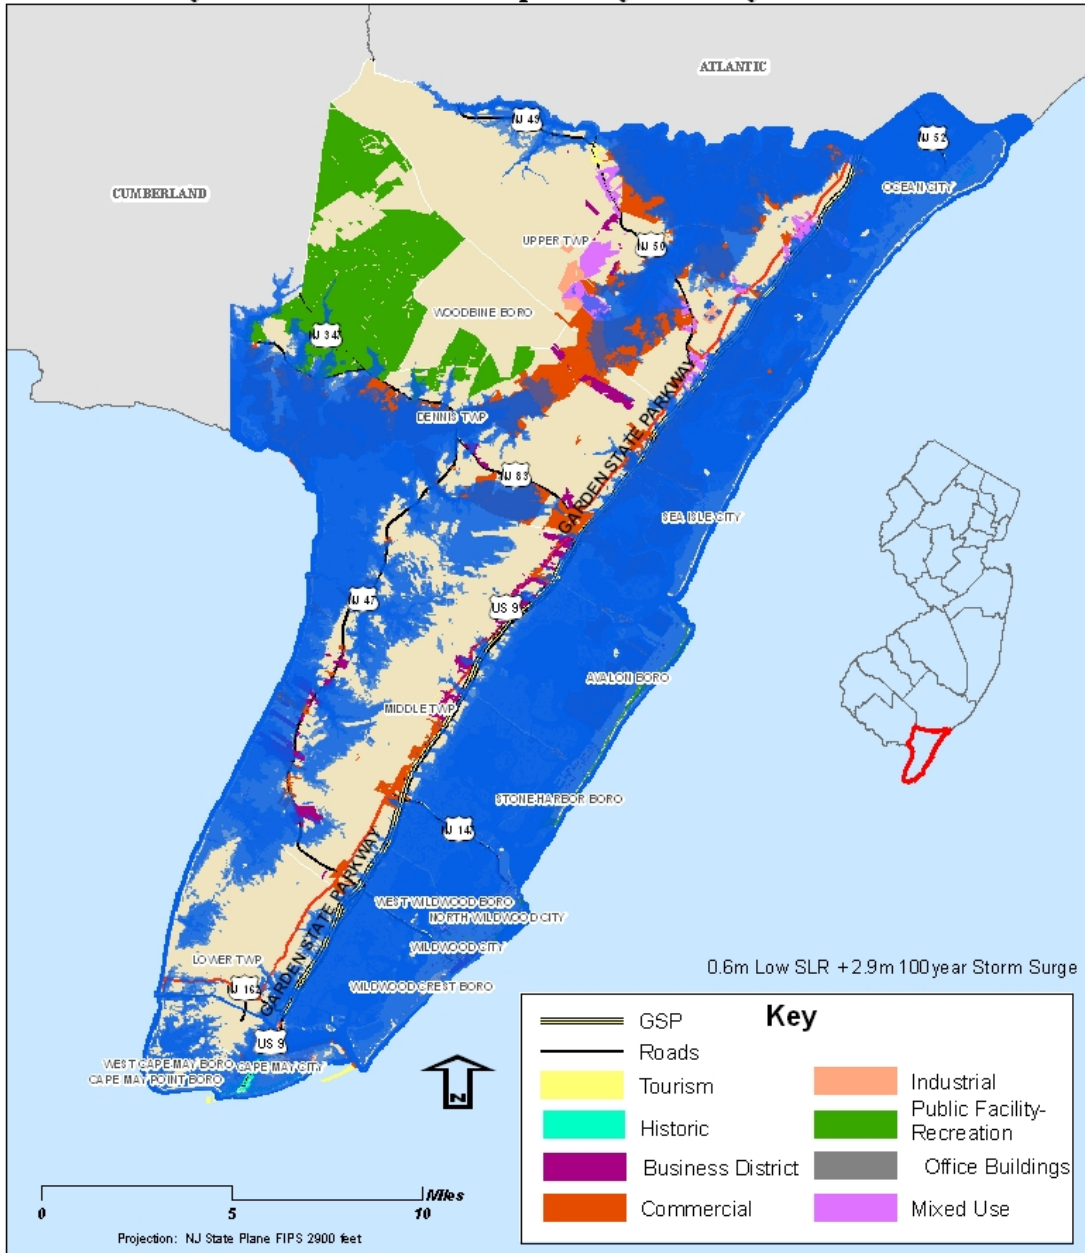 ATLANTIC
NJ 49
NJ 52
CUMBERLAND
OCEAN CITY
UPPER TWP
NJ 50
WOODBINE BORO
NJ 347
GARDEN STATE PARKWAY
DENNIS TWP
NJ 83
SEA ISLE CITY
NJ 47
US 9
AVALON BORO
MIDDLE TWP
STONE HARBOR BORO
NJ 147
GARDEN STATE PARKWAY
WEST WILDWOOD BORO
NORTH WILDWOOD CITY
WILDWOOD CITY
LOWER TWP
0.6m Low SLR +2.9m 100year Storm Surge
NJ 162
WILDWOOD CREST BORO
US 9
WEST CAPE MAY BORO
CAPE MAY CITY
CAPE MAY POINT BORO
N
Key
GSP
Roads
Tourism
Historic
Business District
Commercial
Industrial
Public Facility-
Recreation
Office Buildings
Mixed Use
Miles
0 5 10
Projection: NJ State Plane FIPS 2900 feet